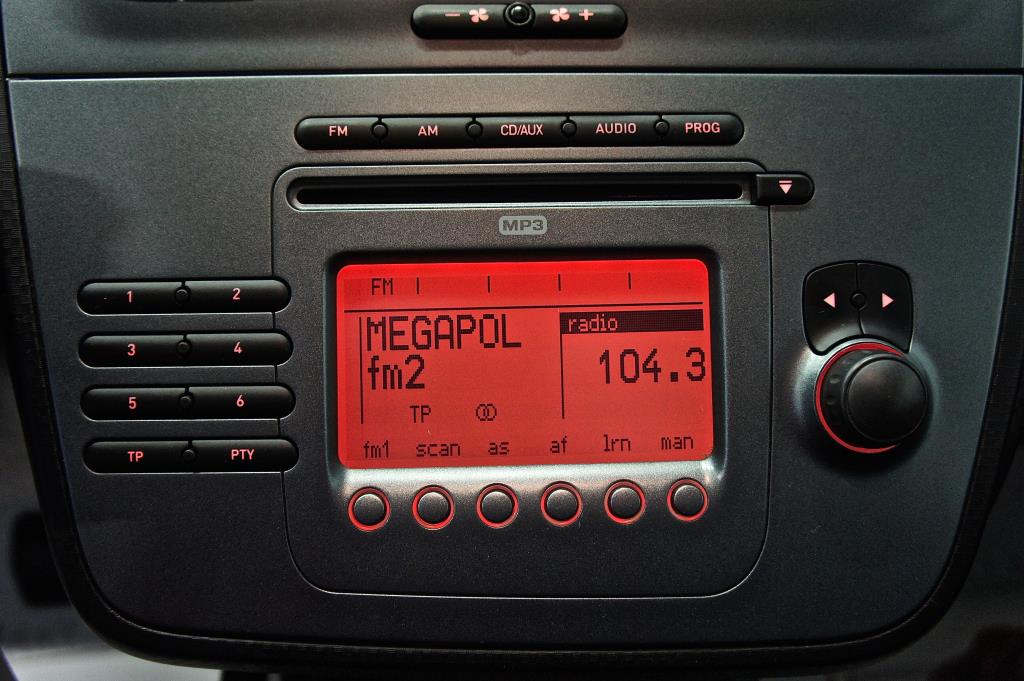 − +
FM AM CD/AUX AUDIO PROG
MP3
FM
MEGAPOL radio
fm2 104.3
TP
fm1 scan as af lrn man
1 2
3 4
5 6
TP PTY